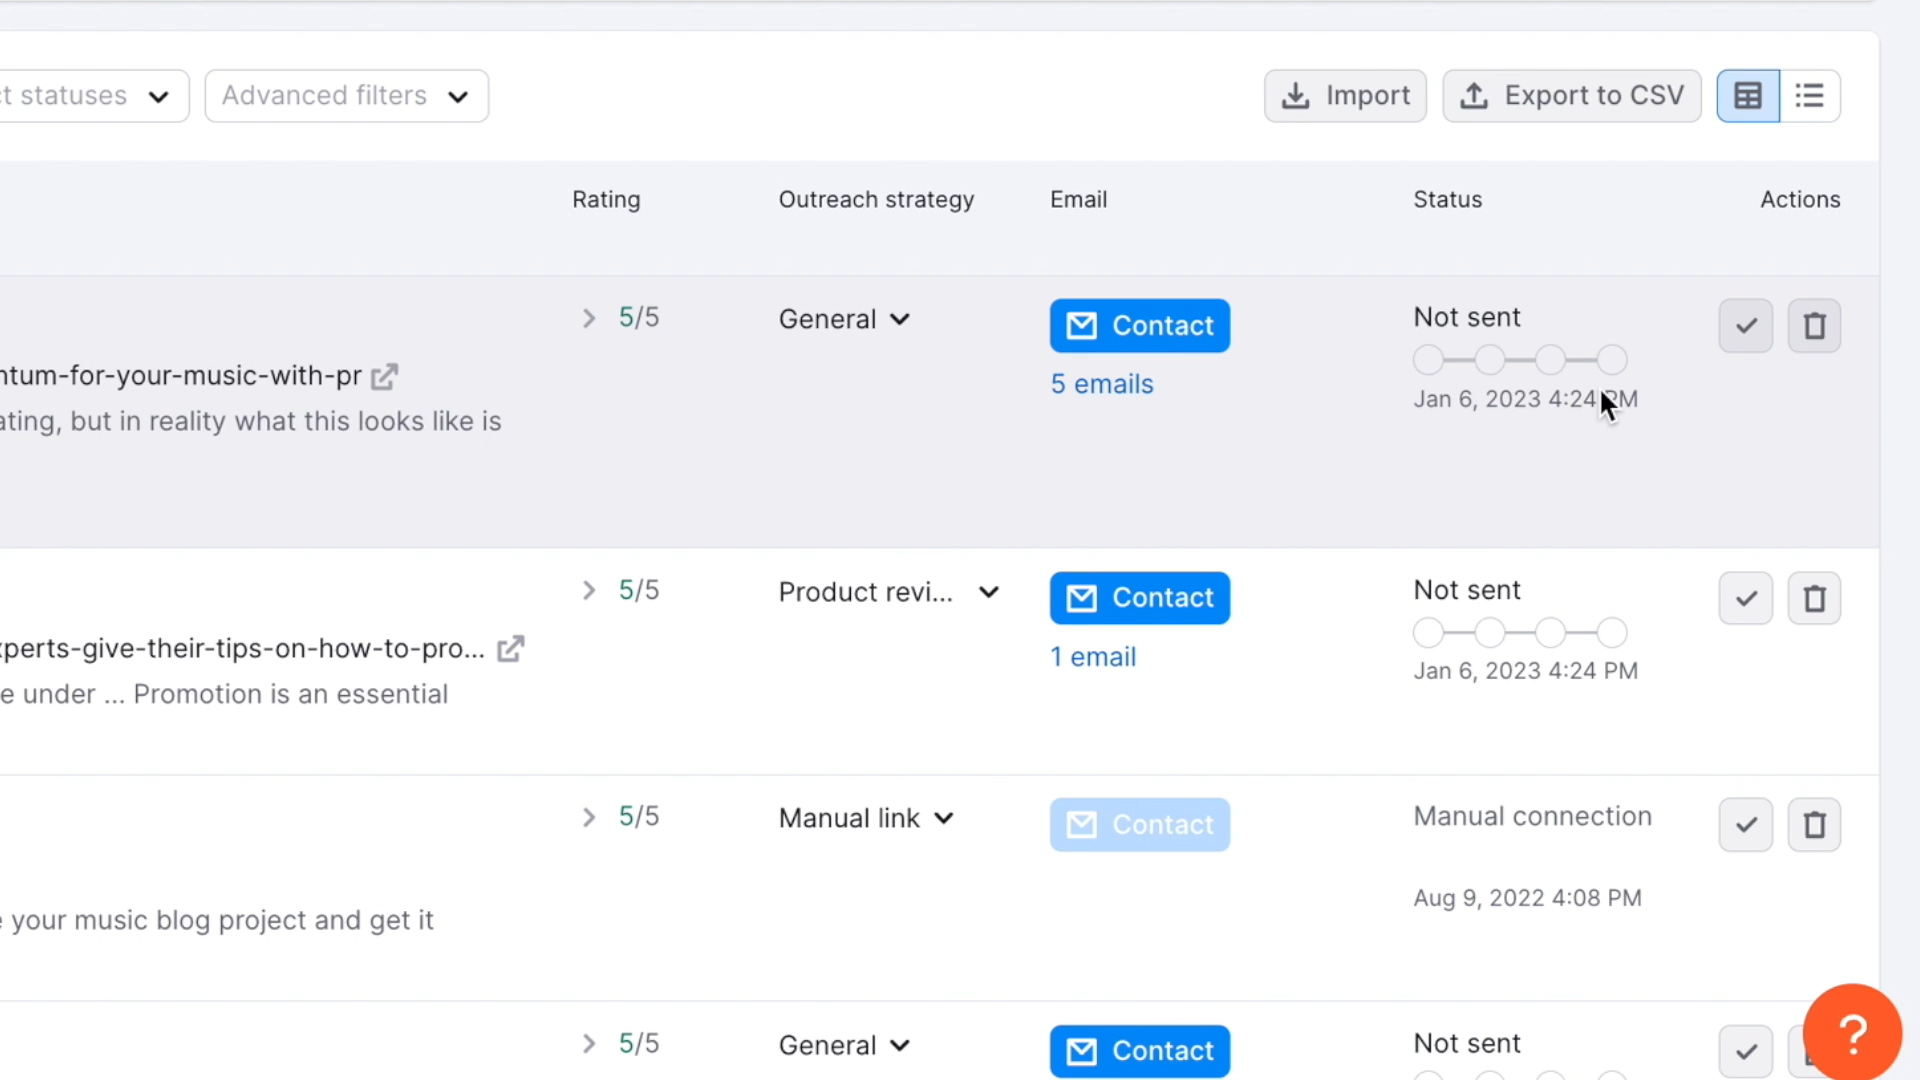 ct statuses Advanced filters Import Export to CSV
Rating Outreach strategy Email Status Actions
5/5 General Contact Not sent
ntum-for-your-music-with-pr 5 emails Jan 6, 2023 4:24 PM
ating, but in reality what this looks like is
5/5 Product revi... Contact Not sent
xperts-give-their-tips-on-how-to-pro... 1 email Jan 6, 2023 4:24 PM
e under ... Promotion is an essential
5/5 Manual link Contact Manual connection
Aug 9, 2022 4:08 PM
e your music blog project and get it
5/5 General Contact Not sent
?